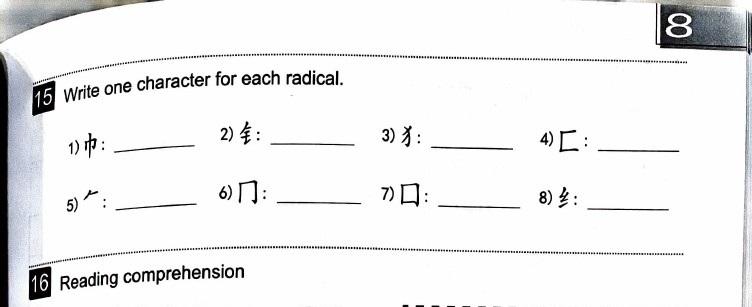 8
15 Write one character for each radical.
1) 巾: ________ 2) 钅: ________ 3) 犭: ________ 4) 匚: ________
5) 𠂉: ________ 6) 冂: ________ 7) 囗: ________ 8) 纟: ________
16 Reading comprehension